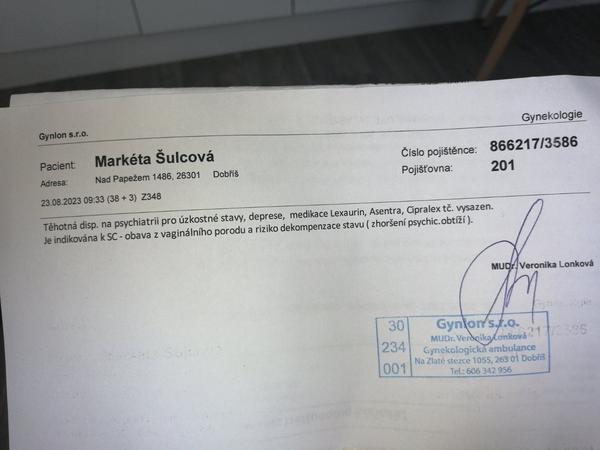 Gynlon s.r.o.
Gynekologie
Pacient: Markéta Šulcová
Číslo pojištěnce: 866217/3586
Adresa: Nad Papežem 1486, 26301 Dobříš
Pojišťovna: 201
23.08.2023 09:33 (38 + 3) Z348
Těhotná disp. na psychiatrii pro úzkostné stavy, deprese, medikace Lexaurin, Asentra, Cipralex tč. vysazen.
Je indikována k SC - obava z vaginálního porodu a riziko dekompenzace stavu ( zhoršení psychic.obtíží ).
MUDr. Veronika Lonková
30
234
001
Gynlon s.r.o.
MUDr. Veronika Lonková
Gynekologická ambulance
Na Zlaté stezce 1055, 263 01 Dobříš
Tel.: 606 342 956